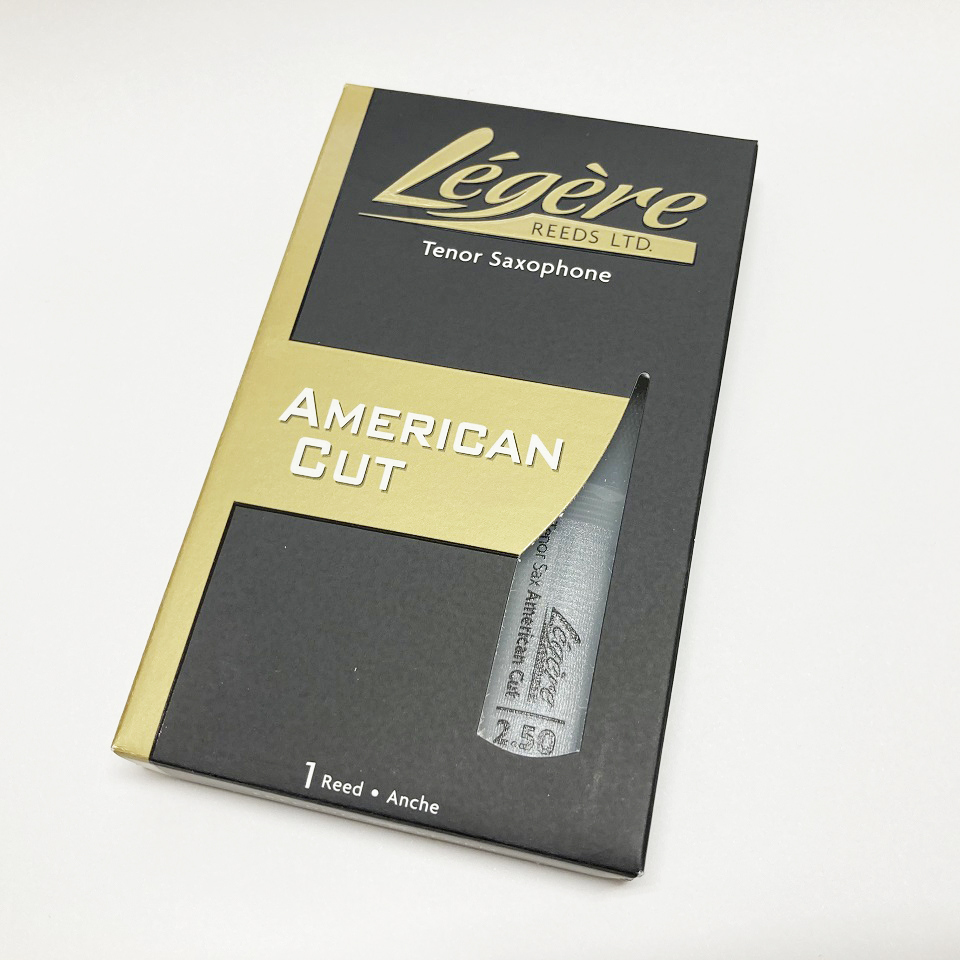 Légère
REEDS LTD.
Tenor Saxophone
AMERICAN
CUT
Tenor Sax American Cut
Légère
2.50
1 Reed • Anche